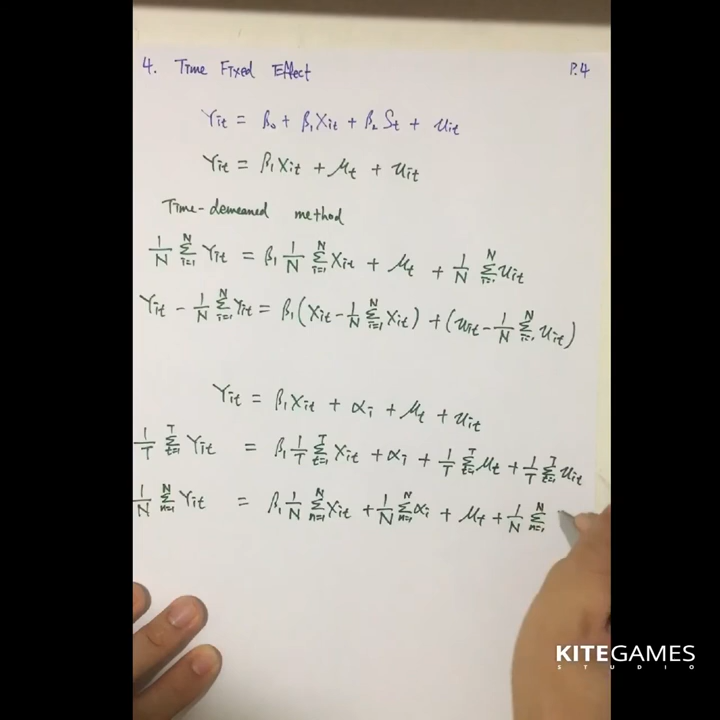 4. Time Fixed Effect P.4
Yit = β₀ + β₁Xit + β₂St + uit
Yit = β₁Xit + μt + uit
Time-demeaned method
1/N Σ_{i=1}^{N} Yit = β₁ 1/N Σ_{i=1}^{N} Xit + μt + 1/N Σ_{i=1}^{N} uit
Yit − 1/N Σ_{i=1}^{N} Yit = β₁(Xit − 1/N Σ_{i=1}^{N} Xit) + (uit − 1/N Σ_{i=1}^{N} uit)
Yit = β₁Xit + αi + μt + uit
1/T Σ_{t=1}^{T} Yit = β₁ 1/T Σ_{t=1}^{T} Xit + αi + 1/T Σ_{t=1}^{T} μt + 1/T Σ_{t=1}^{T} uit
1/N Σ_{n=1}^{N} Yit = β₁ 1/N Σ_{n=1}^{N} Xit + 1/N Σ_{n=1}^{N} αi + μt + 1/N Σ_{n=1}^{N}
KITEGAMES
STUDIO